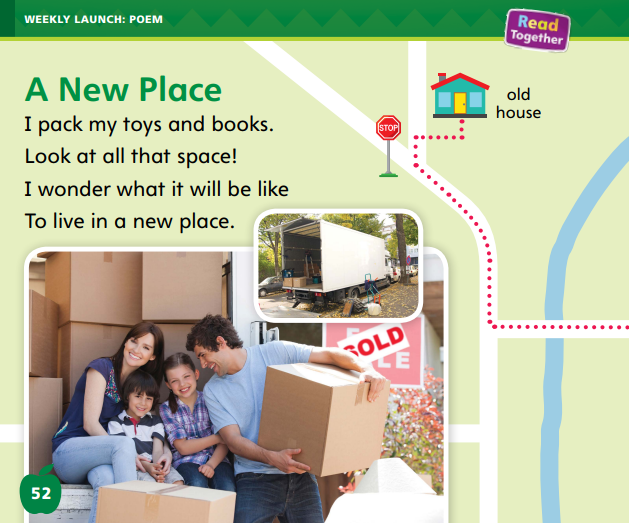 WEEKLY LAUNCH: POEM
Read
Together
A New Place
I pack my toys and books.
Look at all that space!
I wonder what it will be like
To live in a new place.
old
house
STOP
SOLD
52